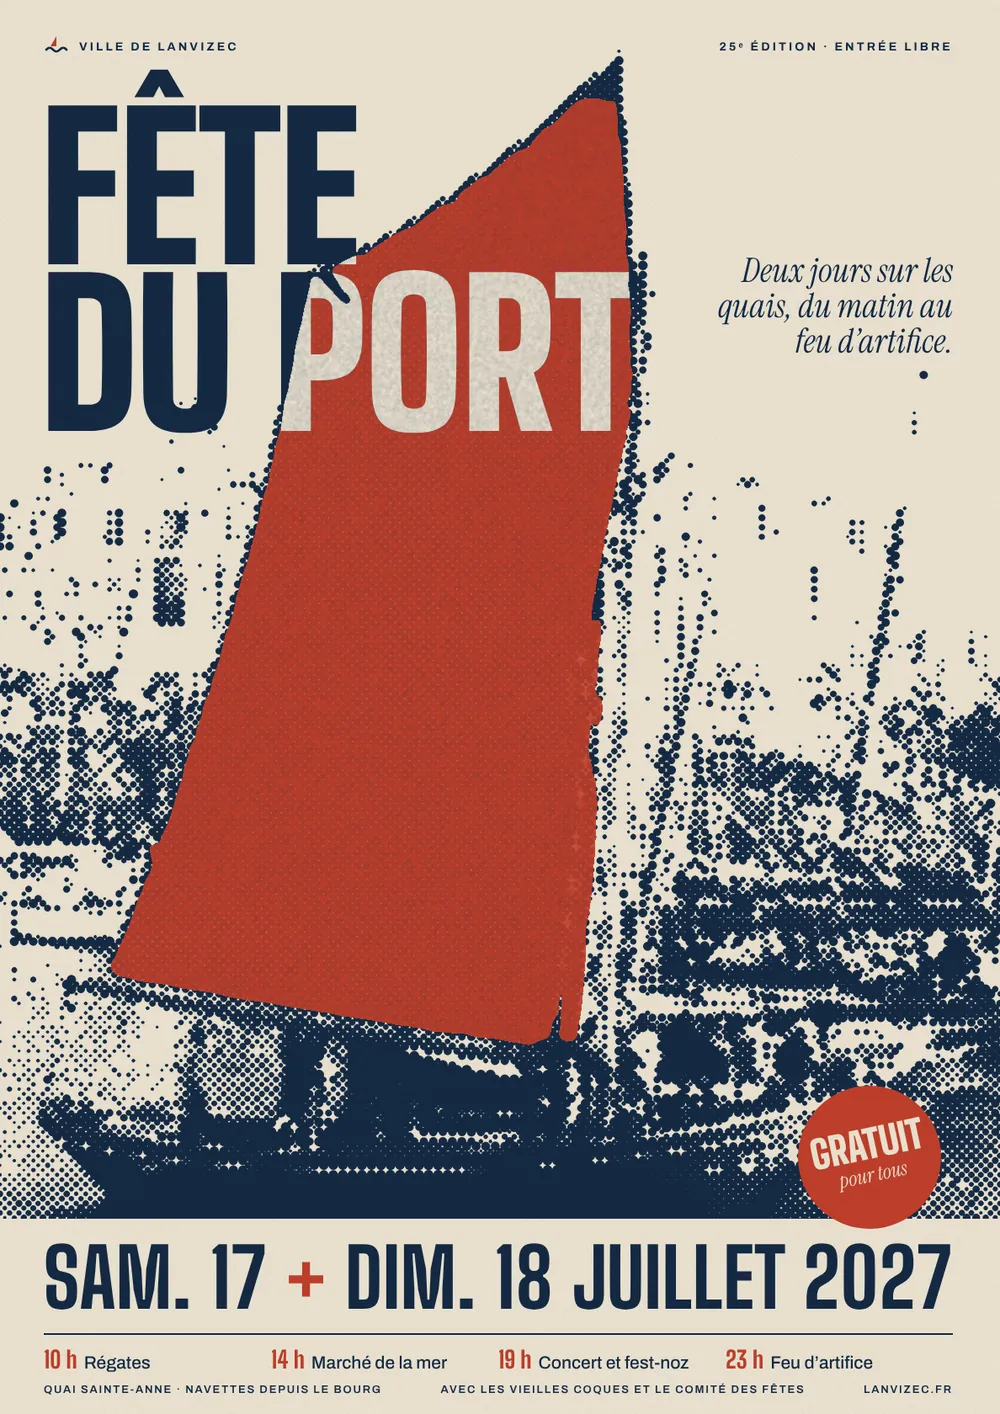 VILLE DE LANVIZEC
25e ÉDITION · ENTRÉE LIBRE
FÊTE
DU PORT
Deux jours sur les
quais, du matin au
feu d'artifice.
GRATUIT
pour tous
SAM. 17 + DIM. 18 JUILLET 2027
10 h Régates
14 h Marché de la mer
19 h Concert et fest-noz
23 h Feu d'artifice
QUAI SAINTE-ANNE · NAVETTES DEPUIS LE BOURG
AVEC LES VIEILLES COQUES ET LE COMITÉ DES FÊTES
LANVIZEC.FR